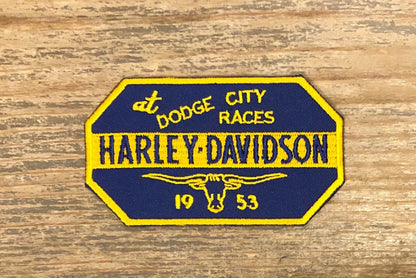 at DODGE CITY
RACES
HARLEY-DAVIDSON
19 53